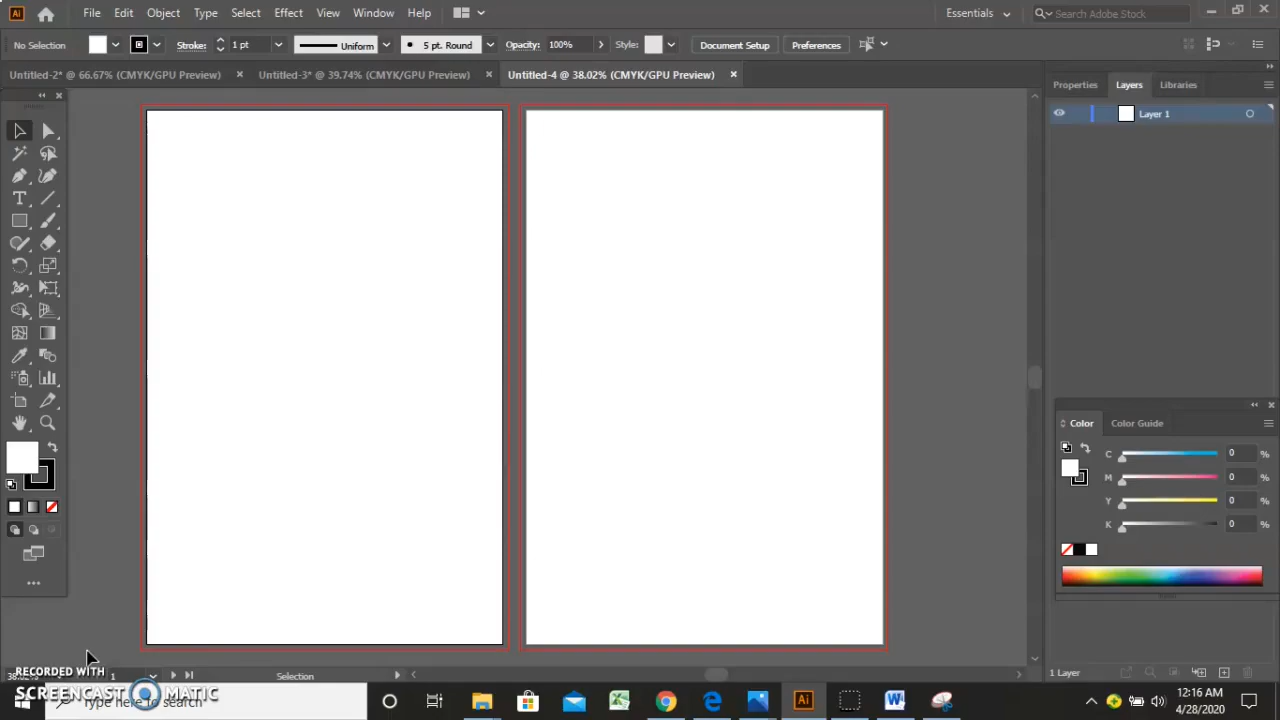 Ai File Edit Object Type Select Effect View Window Help Essentials Search Adobe Stock
No Selection Stroke: 1 pt Uniform 5 pt. Round Opacity: 100% Style: Document Setup Preferences
Untitled-2* @ 66.67% (CMYK/GPU Preview) Untitled-3* @ 39.74% (CMYK/GPU Preview) Untitled-4 @ 38.02% (CMYK/GPU Preview)
Properties Layers Libraries
Layer 1
Color Color Guide
C 0 %
M 0 %
Y 0 %
K 0 %
1 Selection 1 Layer
RECORDED WITH
SCREENCAST MATIC
Type here to search
Ai
12:16 AM
4/28/2020